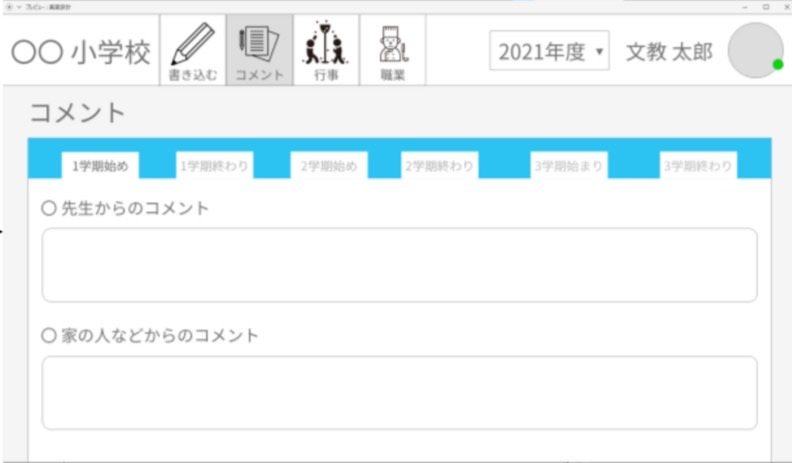 ○○ 小学校
書き込む
コメント
行事
職業
2021年度
文教 太郎
コメント
1学期始め
1学期終わり
2学期始め
2学期終わり
3学期始まり
3学期終わり
○ 先生からのコメント
○ 家の人などからのコメント